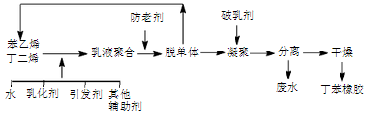 防老剂
破乳剂
苯乙烯
丁二烯
乳液聚合
脱单体
凝聚
分离
干燥
水
乳化剂
引发剂
其他
辅助剂
废水
丁苯橡胶